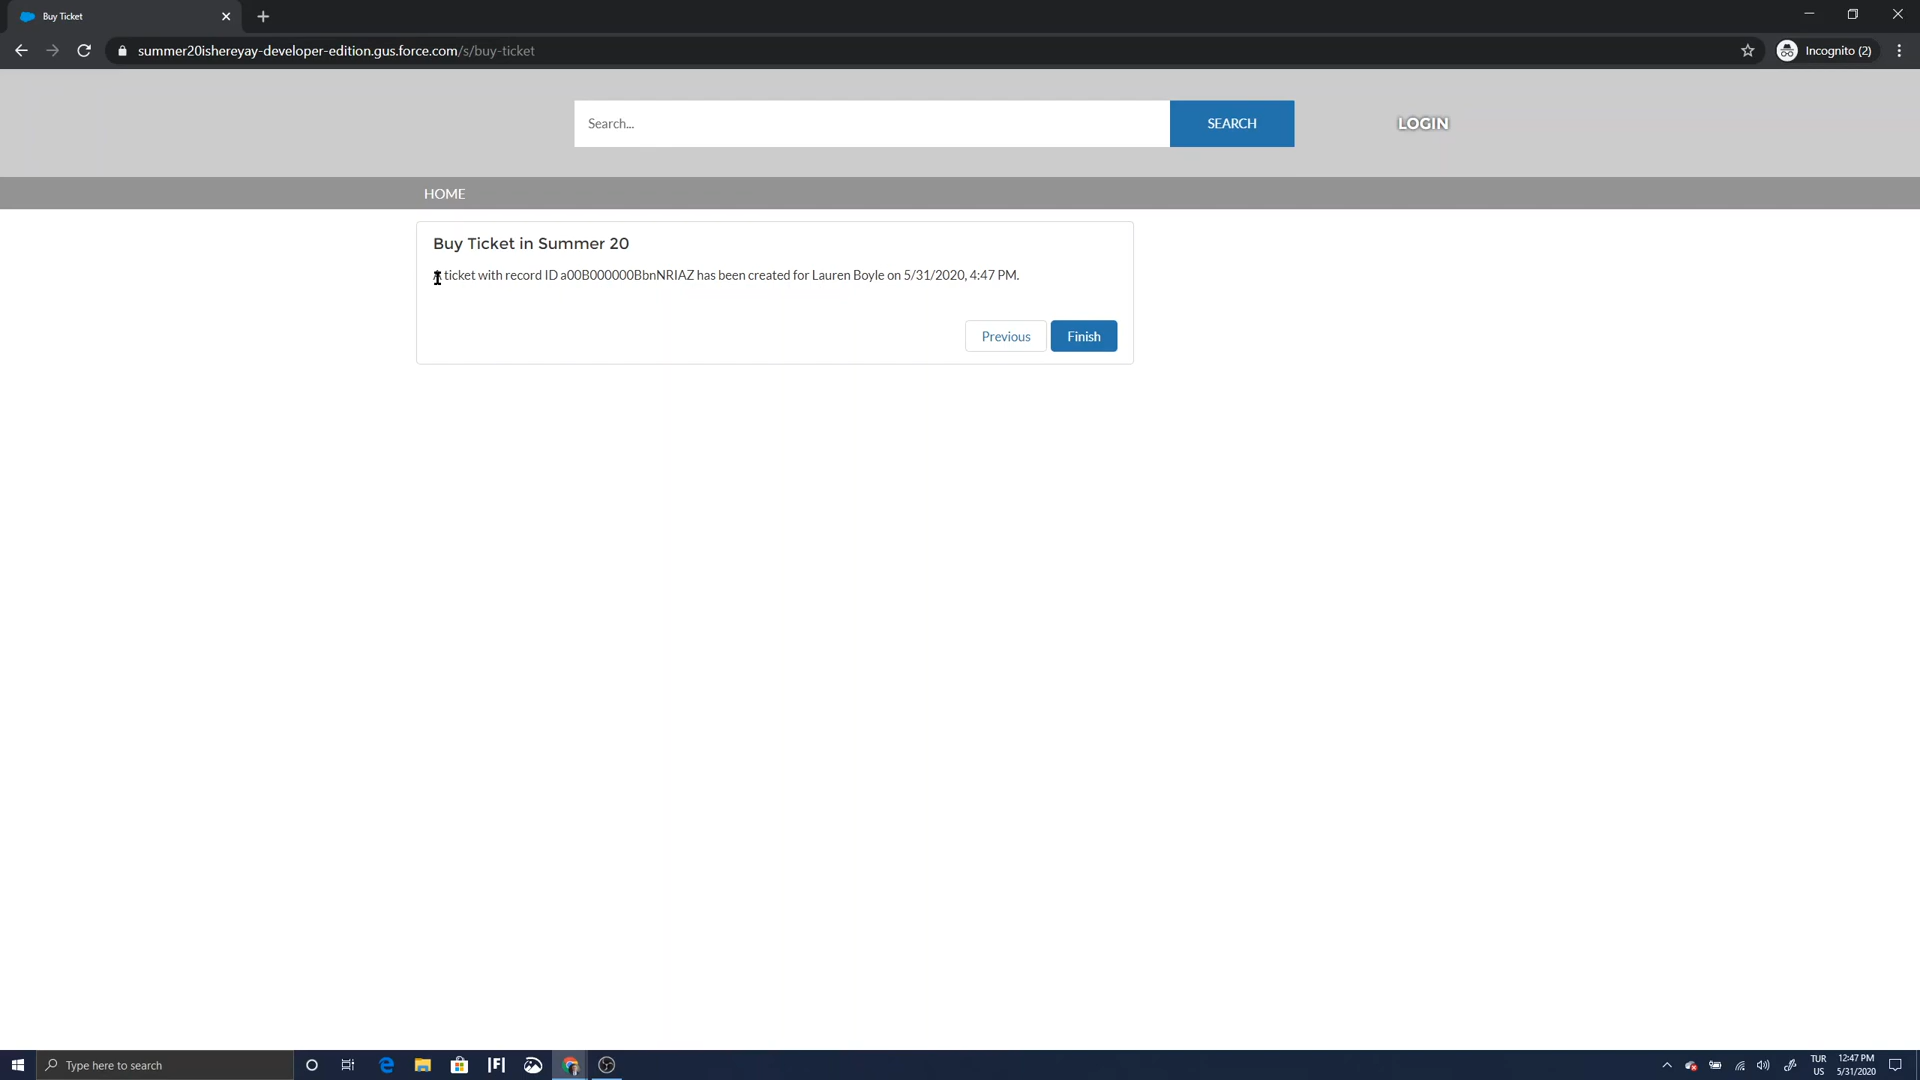 Buy Ticket
summer20ishereyay-developer-edition.gus.force.com/s/buy-ticket
Incognito (2)
Search...
SEARCH
LOGIN
HOME
Buy Ticket in Summer 20
A ticket with record ID a00B000000BbnNRIAZ has been created for Lauren Boyle on 5/31/2020, 4:47 PM.
Previous
Finish
Type here to search
|F|
TUR
US
12:47 PM
5/31/2020